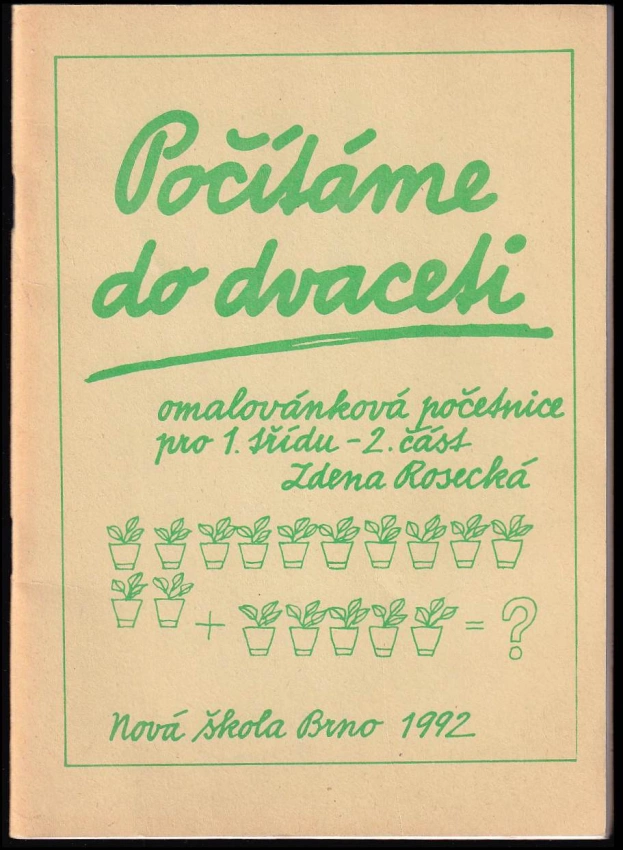 Počítáme
do dvaceti
omalovánková početnice
pro 1. třídu - 2. část
Zdena Rosecká
+ = ?
Nová škola Brno 1992